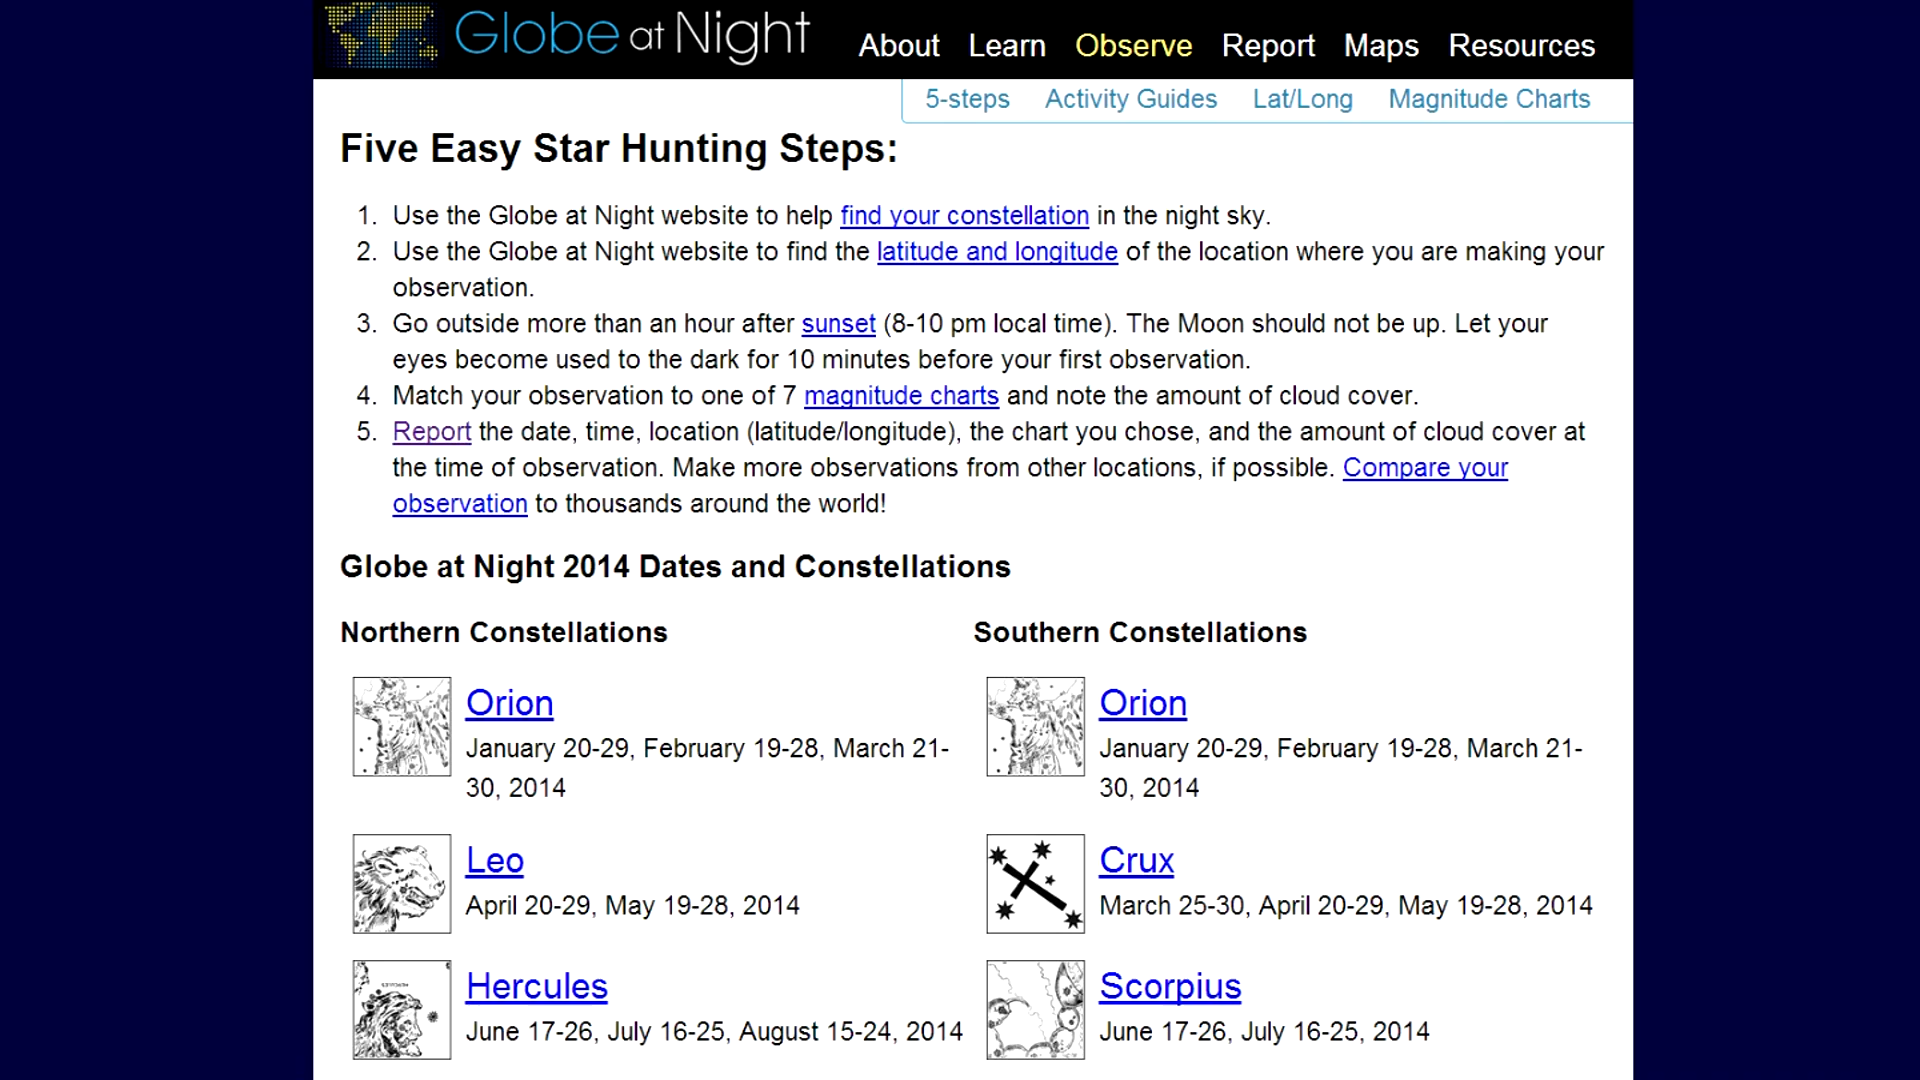 Globe at Night
About Learn Observe Report Maps Resources
5-steps Activity Guides Lat/Long Magnitude Charts
Five Easy Star Hunting Steps:
1. Use the Globe at Night website to help find your constellation in the night sky.
2. Use the Globe at Night website to find the latitude and longitude of the location where you are making your
observation.
3. Go outside more than an hour after sunset (8-10 pm local time). The Moon should not be up. Let your
eyes become used to the dark for 10 minutes before your first observation.
4. Match your observation to one of 7 magnitude charts and note the amount of cloud cover.
5. Report the date, time, location (latitude/longitude), the chart you chose, and the amount of cloud cover at
the time of observation. Make more observations from other locations, if possible. Compare your
observation to thousands around the world!
Globe at Night 2014 Dates and Constellations
Northern Constellations
Orion
January 20-29, February 19-28, March 21-
30, 2014
Leo
April 20-29, May 19-28, 2014
Hercules
June 17-26, July 16-25, August 15-24, 2014
Southern Constellations
Orion
January 20-29, February 19-28, March 21-
30, 2014
Crux
March 25-30, April 20-29, May 19-28, 2014
Scorpius
June 17-26, July 16-25, 2014